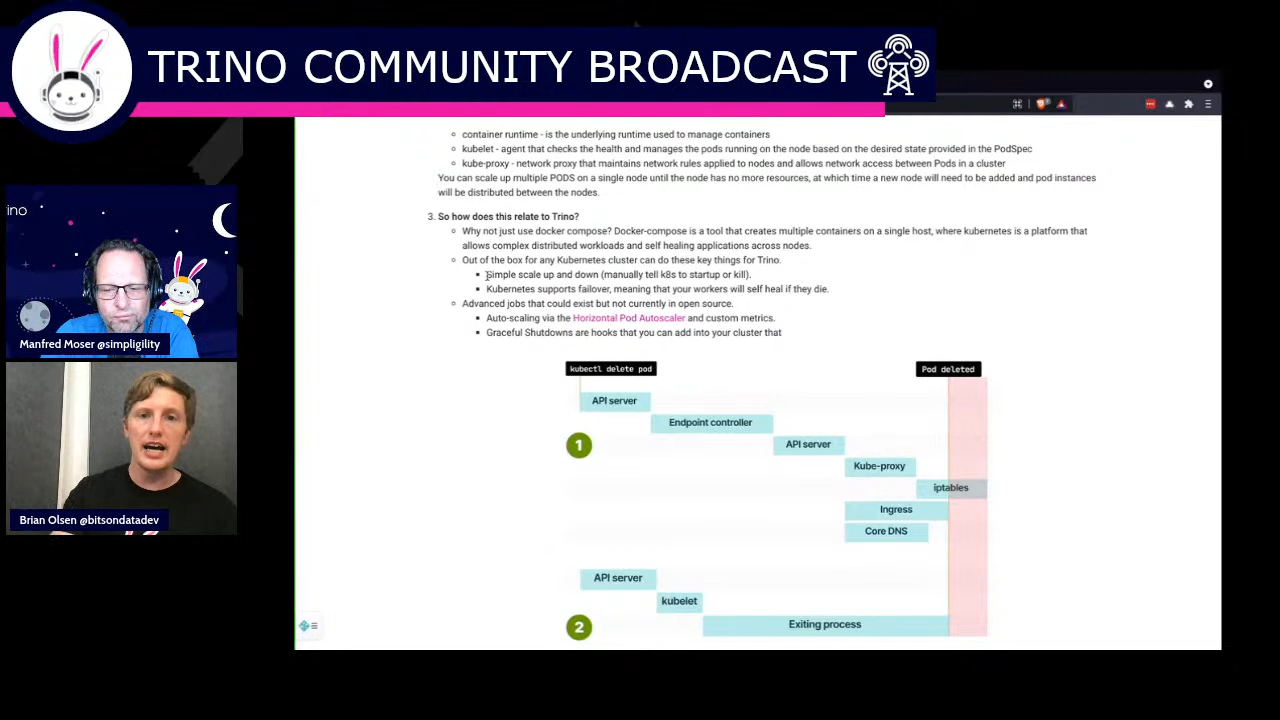 TRINO COMMUNITY BROADCAST
container runtime - is the underlying runtime used to manage containers
kubelet - agent that checks the health and manages the pods running on the node based on the desired state provided in the PodSpec
kube-proxy - network proxy that maintains network rules applied to nodes and allows network access between Pods in a cluster
You can scale up multiple PODS on a single node until the node has no more resources, at which time a new node will need to be added and pod instances
will be distributed between the nodes.
3. So how does this relate to Trino?
Why not just use docker compose? Docker-compose is a tool that creates multiple containers on a single host, where kubernetes is a platform that
allows complex distributed workloads and self healing applications across nodes.
Out of the box for any Kubernetes cluster can do these key things for Trino.
Simple scale up and down (manually tell k8s to startup or kill).
Kubernetes supports failover, meaning that your workers will self heal if they die.
Advanced jobs that could exist but not currently in open source.
Auto-scaling via the Horizontal Pod Autoscaler and custom metrics.
Graceful Shutdowns are hooks that you can add into your cluster that
kubectl delete pod
Pod deleted
API server
Endpoint controller
1
API server
Kube-proxy
iptables
Ingress
Core DNS
API server
kubelet
2
Exiting process
ino
Manfred Moser @simpligility
Brian Olsen @bitsondatadev